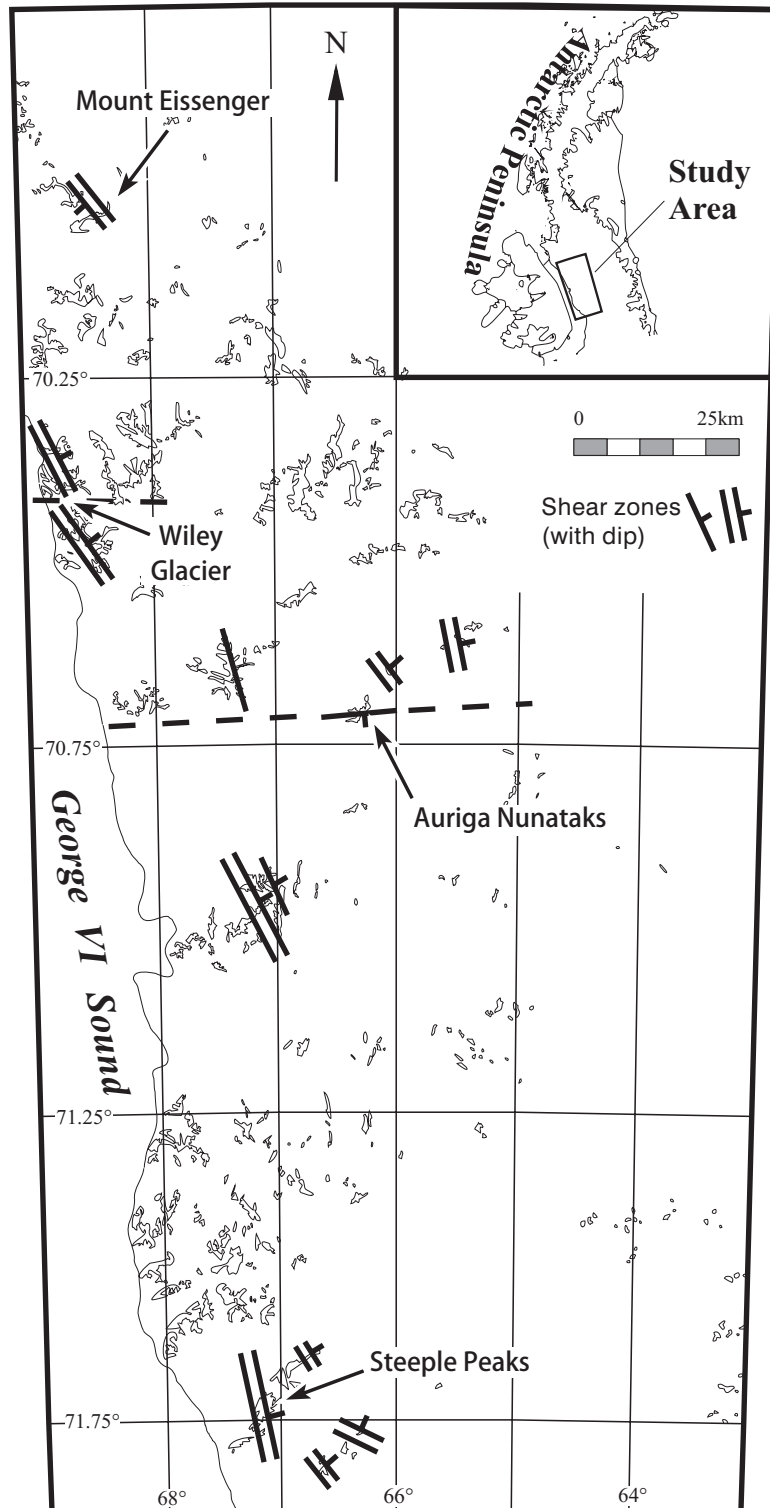 N
Mount Eissenger
Antarctic Peninsula
Study
Area
70.25°
0 25km
Shear zones
(with dip)
Wiley
Glacier
70.75°
Auriga Nunataks
George VI Sound
71.25°
Steeple Peaks
71.75°
68° 66° 64°